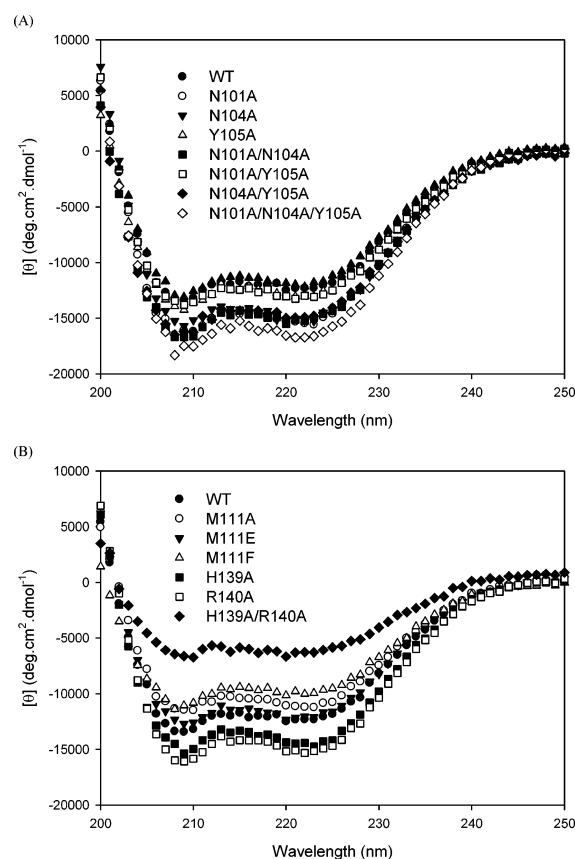 (A)
10000
5000
0
-5000
-10000
-15000
-20000
[θ] (deg.cm².dmol⁻¹)
WT
N101A
N104A
Y105A
N101A/N104A
N101A/Y105A
N104A/Y105A
N101A/N104A/Y105A
200 210 220 230 240 250
Wavelength (nm)
(B)
10000
5000
0
-5000
-10000
-15000
-20000
[θ] (deg.cm².dmol⁻¹)
WT
M111A
M111E
M111F
H139A
R140A
H139A/R140A
200 210 220 230 240 250
Wavelength (nm)